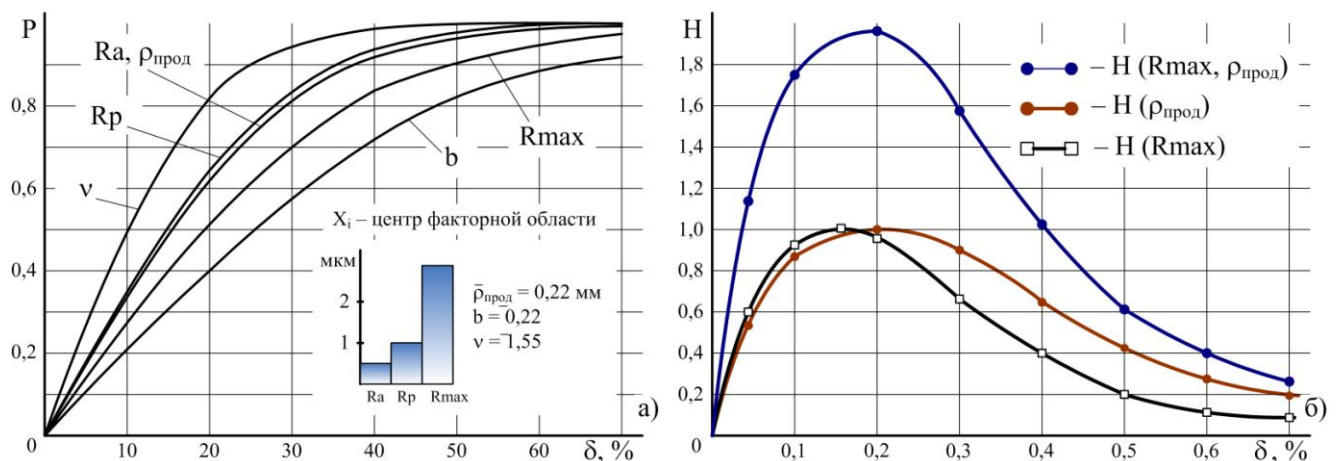 P
0,8
0,6
0,4
0,2
0
10
20
30
40
50
60
δ, %
Ra, ρпрод
Rp
ν
Rmax
b
Xi – центр факторной области
мкм
2
1
Ra
Rp
Rmax
ρ̅прод = 0,22 мм
b̅ = 0,22
ν̅ = 1,55
а)
H
1,8
1,6
1,4
1,2
1,0
0,8
0,6
0,4
0,2
0
0,1
0,2
0,3
0,4
0,5
0,6
δ, %
– H (Rmax, ρпрод)
– H (ρпрод)
– H (Rmax)
б)